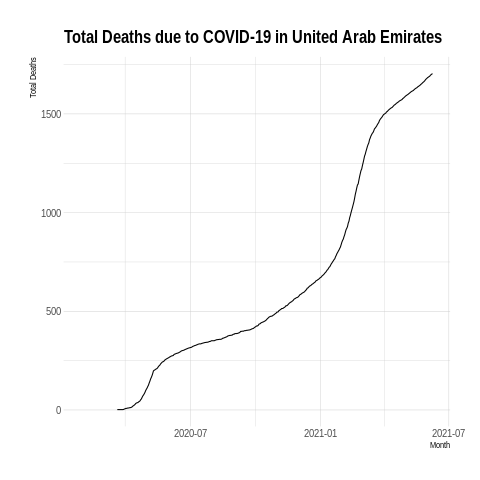 Total Deaths due to COVID-19 in United Arab Emirates
Total Deaths
1500
1000
500
0
2020-07
2021-01
2021-07
Month